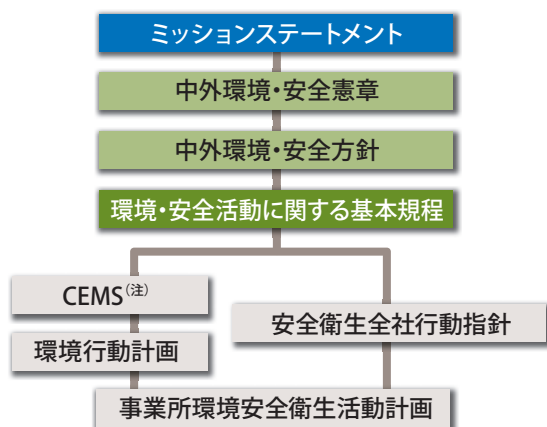 ミッションステートメント
中外環境・安全憲章
中外環境・安全方針
環境・安全活動に関する基本規程
CEMS(注)
安全衛生全社行動指針
環境行動計画
事業所環境安全衛生活動計画